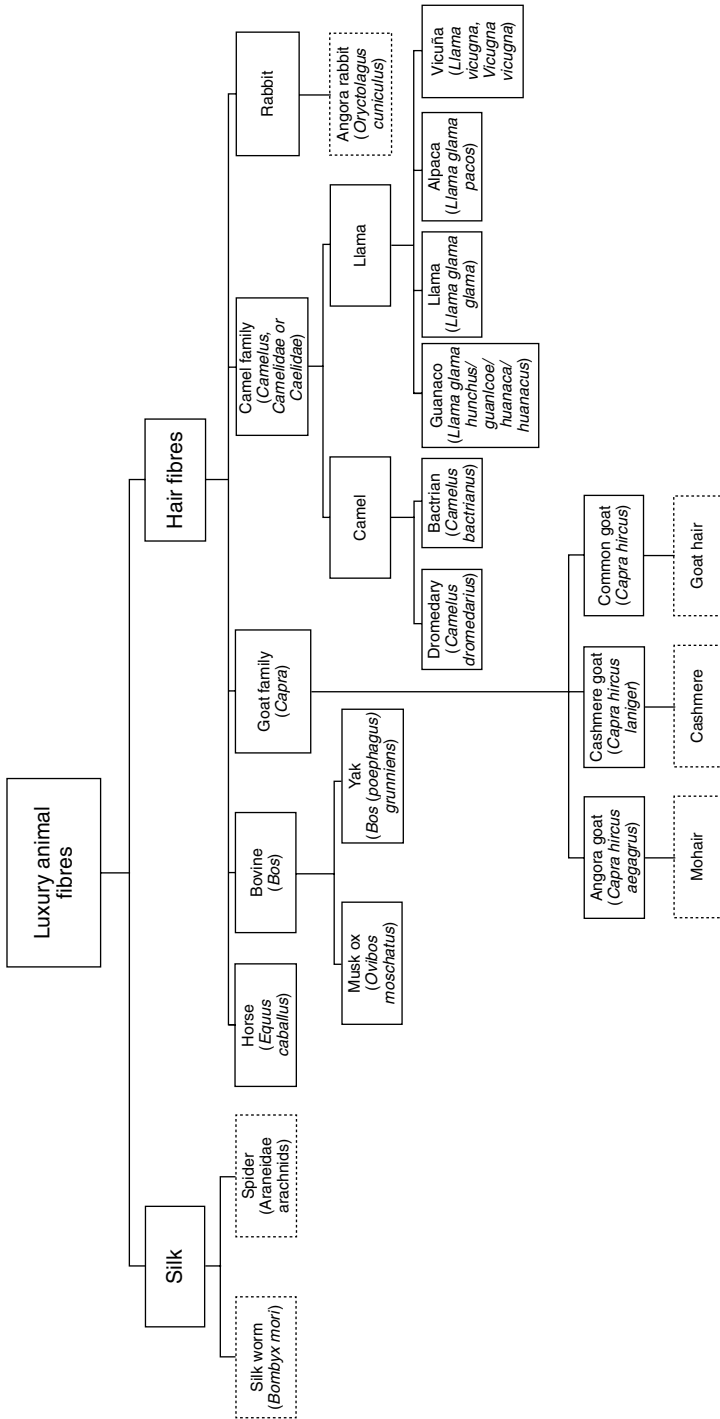 Luxury animal
fibres
Silk
Hair fibres
Silk worm
(Bombyx mori)
Spider
(Araneidae
arachnids)
Horse
(Equus
caballus)
Bovine
(Bos)
Goat family
(Capra)
Camel family
(Camelus,
Camelidae or
Caelidae)
Rabbit
Musk ox
(Ovibos
moschatus)
Yak
(Bos (poephagus)
grunniens)
Camel
Llama
Angora rabbit
(Oryctolagus
cuniculus)
Dromedary
(Camelus
dromedarius)
Bactrian
(Camelus
bactrianus)
Guanaco
(Llama glama
hunchus/
guanlcoe/
huanaca/
huanacus)
Llama
(Llama glama
glama)
Alpaca
(Llama glama
pacos)
Vicuña
(Llama
vicugna,
Vicugna
vicugna)
Angora goat
(Capra hircus
aegagrus)
Cashmere goat
(Capra hircus
laniger)
Common goat
(Capra hircus)
Mohair
Cashmere
Goat hair